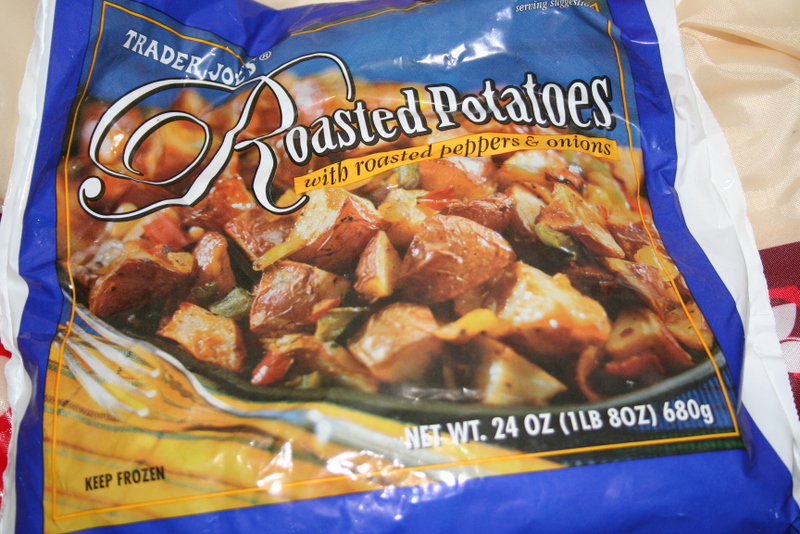 serving suggestion
TRADER JOE'S®
Roasted Potatoes
with roasted peppers & onions
NET WT. 24 OZ (1LB 8OZ) 680g
KEEP FROZEN